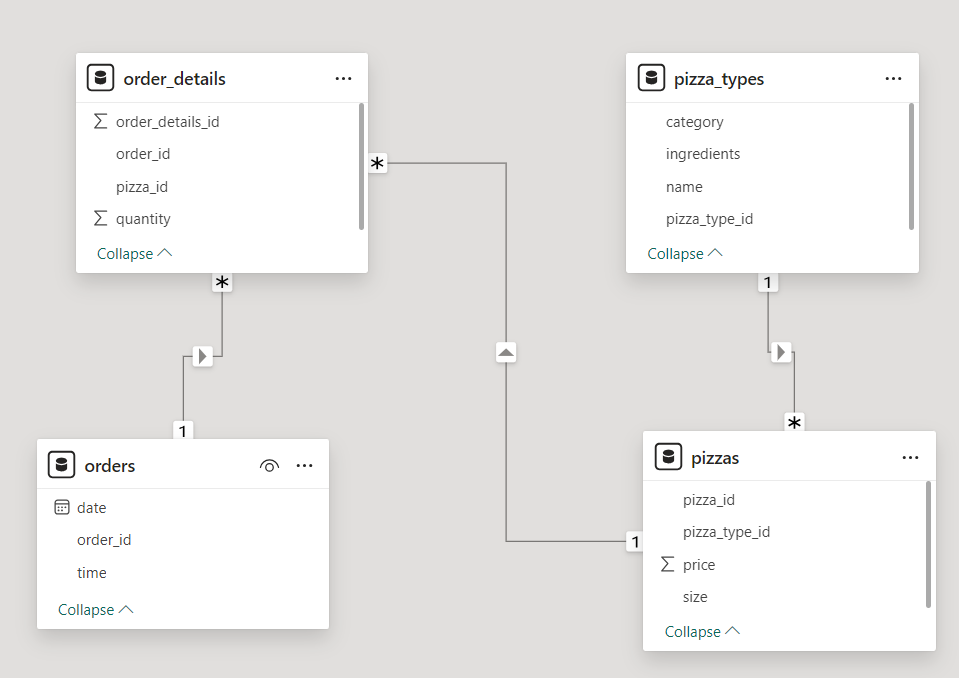 order_details
order_details_id
order_id
pizza_id
quantity
Collapse
*
*
1
orders
date
order_id
time
Collapse
pizza_types
category
ingredients
name
pizza_type_id
Collapse
1
*
1
pizzas
pizza_id
pizza_type_id
price
size
Collapse